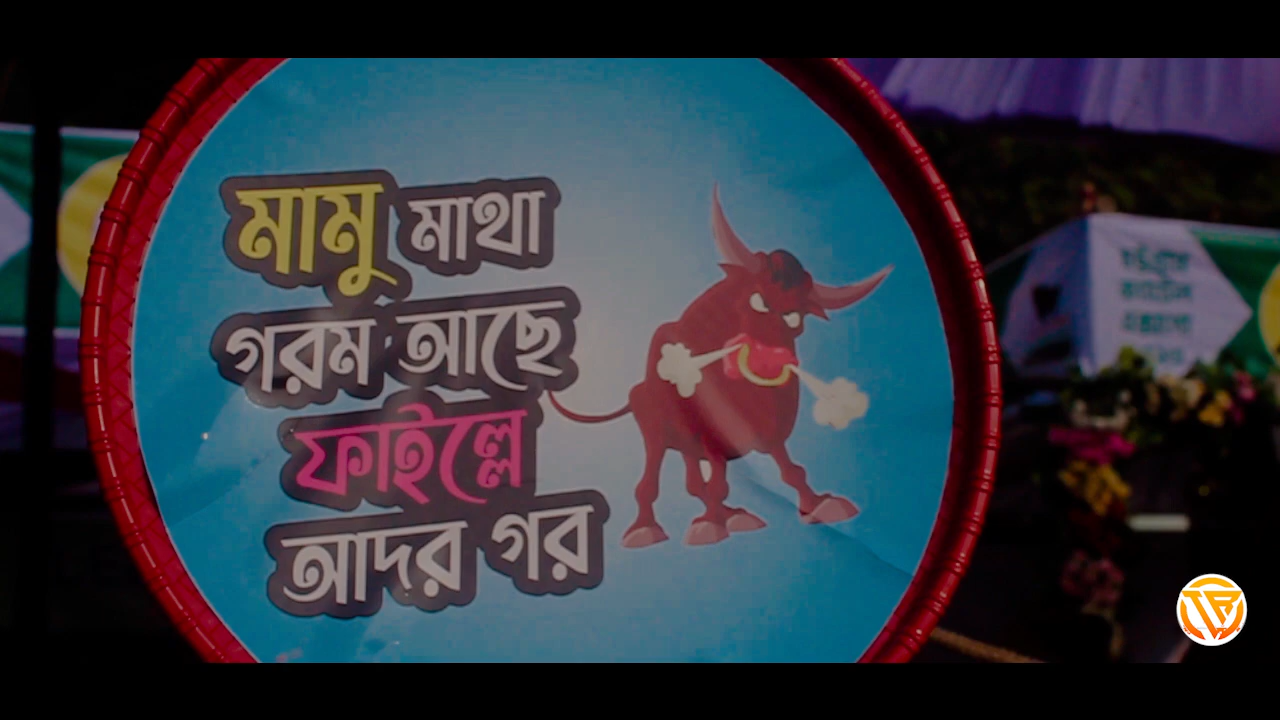 মামু মাথা
গরম আছে
ফাইল্লে
আদর গর